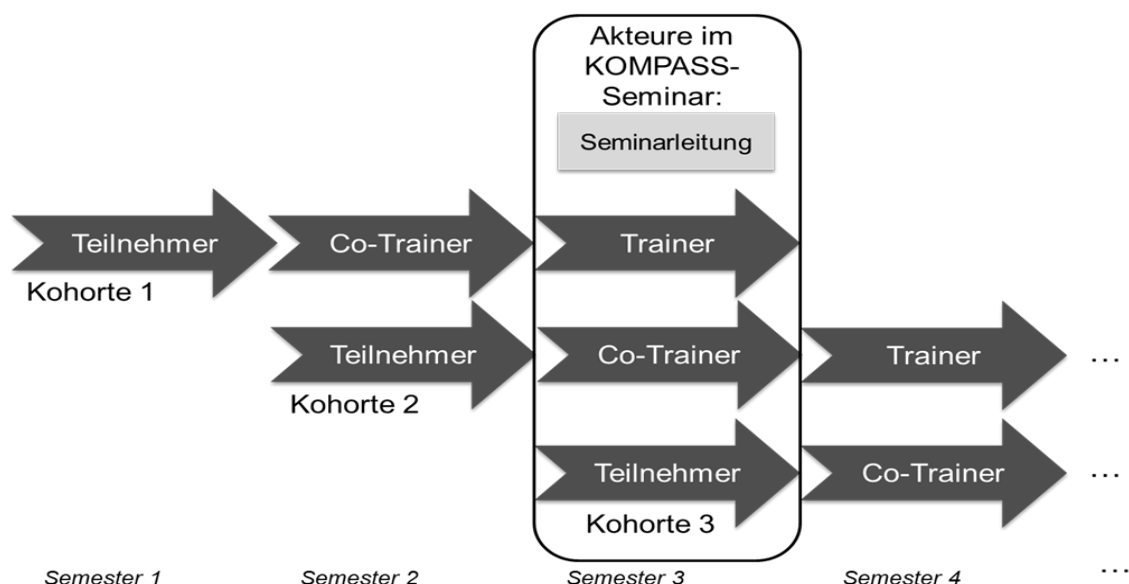 Akteure im
KOMPASS-
Seminar:
Seminarleitung
Teilnehmer
Co-Trainer
Trainer
Kohorte 1
Teilnehmer
Co-Trainer
Trainer
...
Kohorte 2
Teilnehmer
Co-Trainer
...
Kohorte 3
Semester 1
Semester 2
Semester 3
Semester 4
...